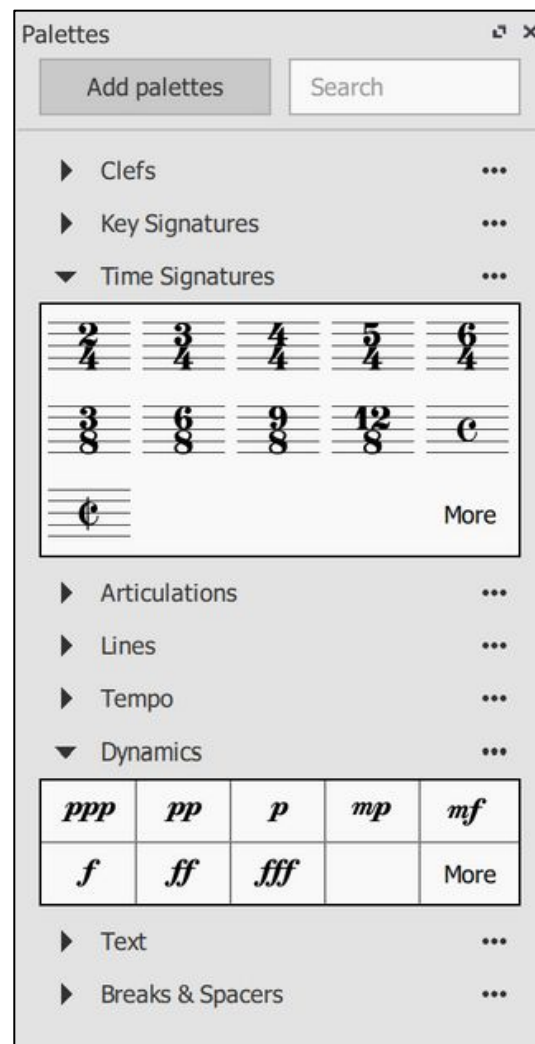 Palettes
Add palettes Search
Clefs
Key Signatures
Time Signatures
2/4 3/4 4/4 5/4 6/4
3/8 6/8 9/8 12/8 𝄴
𝄵 More
Articulations
Lines
Tempo
Dynamics
ppp pp p mp mf
f ff fff More
Text
Breaks & Spacers